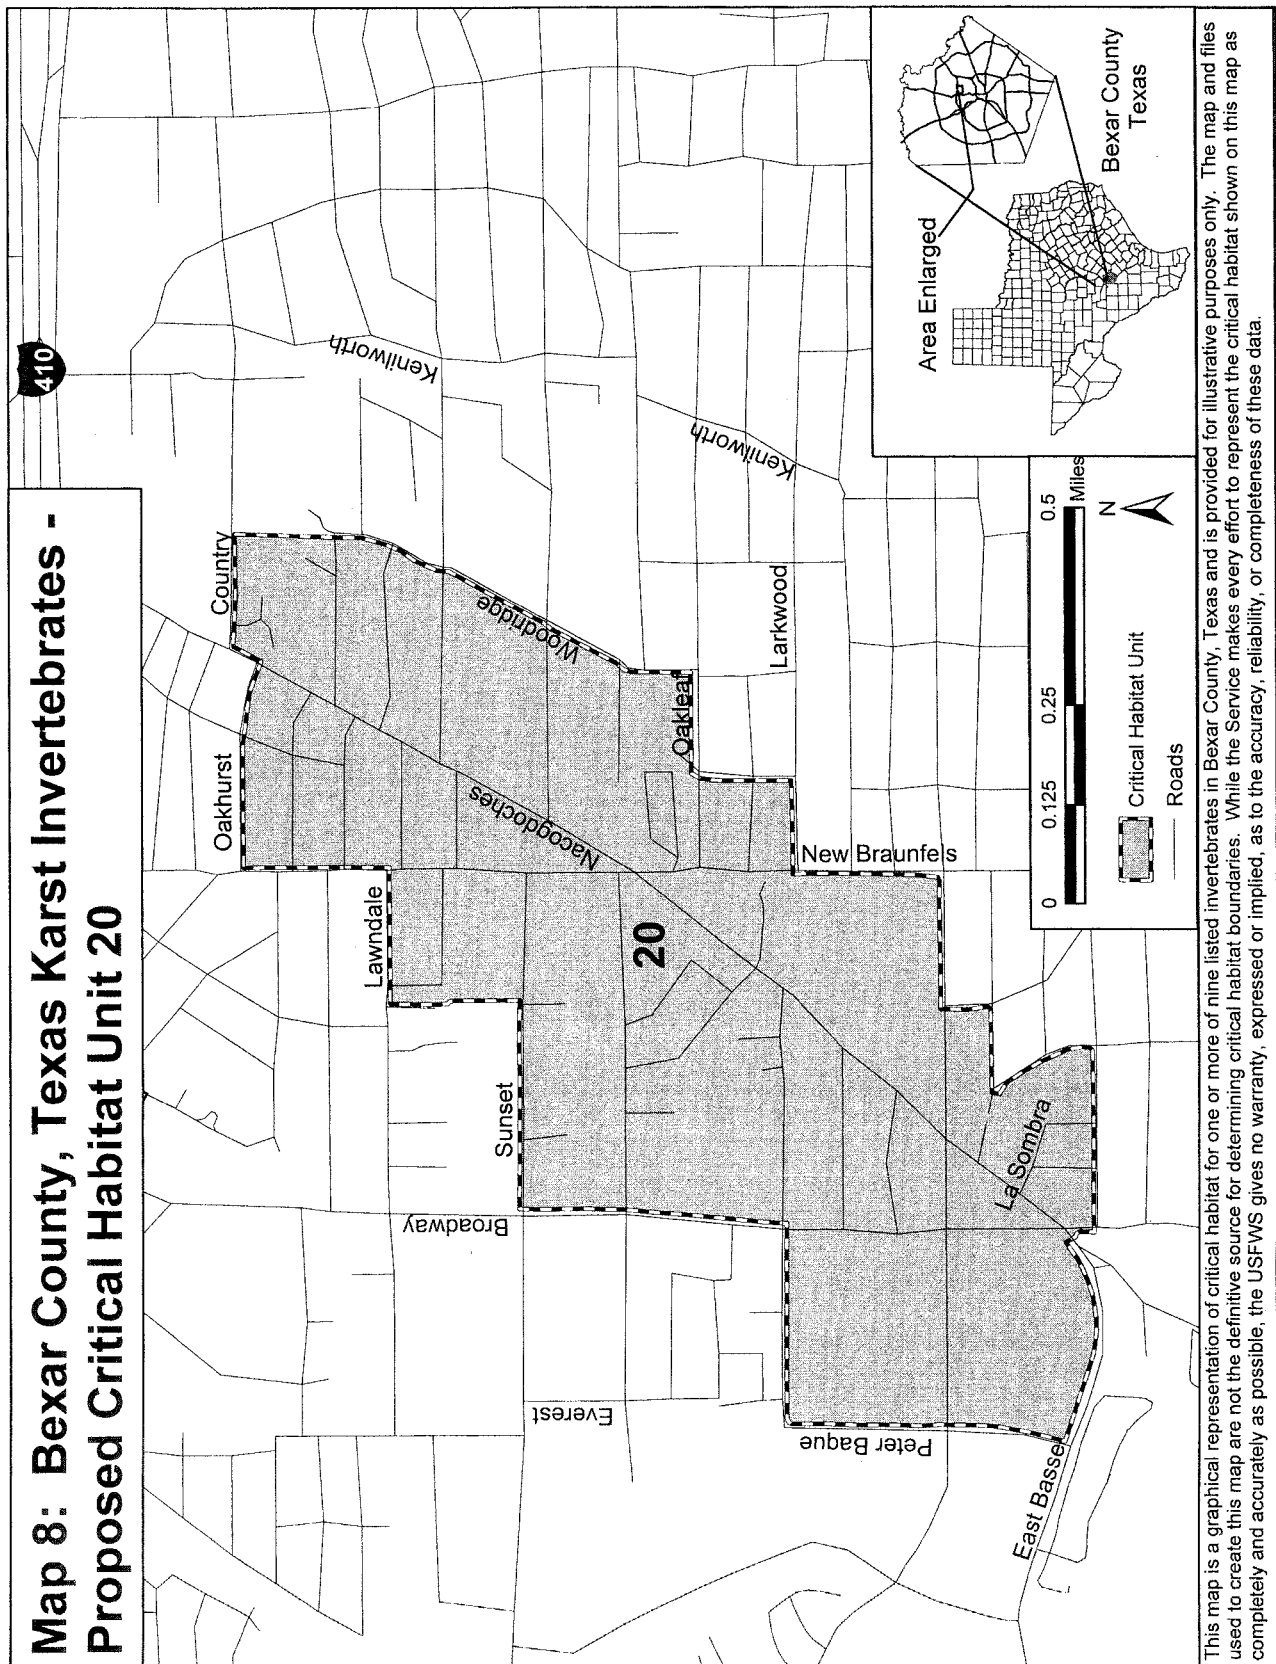 Map 8: Bexar County, Texas Karst Invertebrates -
Proposed Critical Habitat Unit 20
410
Country
Oakhurst
Lawndale
Sunset
Broadway
Everest
Peter Baque
East Basse
La Sombra
New Braunfels
Nacogdoches
20
Oakleaf
Woodridge
Larkwood
Kenilworth
Kenilworth
0 0.125 0.25 0.5
Miles
N
Critical Habitat Unit
Roads
Area Enlarged
Bexar County
Texas
This map is a graphical representation of critical habitat for one or more of nine listed invertebrates in Bexar County, Texas and is provided for illustrative purposes only. The map and files
used to create this map are not the definitive source for determining critical habitat boundaries. While the Service makes every effort to represent the critical habitat shown on this map as
completely and accurately as possible, the USFWS gives no warranty, expressed or implied, as to the accuracy, reliability, or completeness of these data.